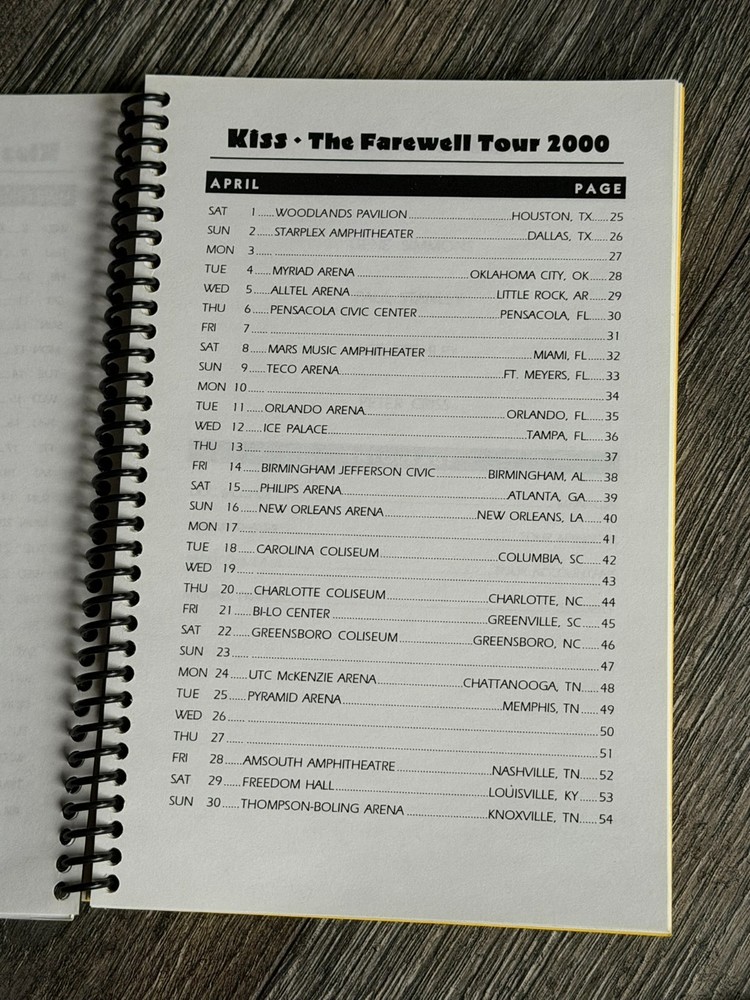 Kiss · The Farewell Tour 2000
APRIL PAGE
SAT 1......WOODLANDS PAVILION......HOUSTON, TX......25
SUN 2......STARPLEX AMPHITHEATER......DALLAS, TX......26
MON 3......27
TUE 4......MYRIAD ARENA......OKLAHOMA CITY, OK......28
WED 5......ALLTEL ARENA......LITTLE ROCK, AR......29
THU 6......PENSACOLA CIVIC CENTER......PENSACOLA, FL......30
FRI 7......31
SAT 8......MARS MUSIC AMPHITHEATER......MIAMI, FL......32
SUN 9......TECO ARENA......FT. MEYERS, FL......33
MON 10......34
TUE 11......ORLANDO ARENA......ORLANDO, FL......35
WED 12......ICE PALACE......TAMPA, FL......36
THU 13......37
FRI 14......BIRMINGHAM JEFFERSON CIVIC......BIRMINGHAM, AL......38
SAT 15......PHILIPS ARENA......ATLANTA, GA......39
SUN 16......NEW ORLEANS ARENA......NEW ORLEANS, LA......40
MON 17......41
TUE 18......CAROLINA COLISEUM......COLUMBIA, SC......42
WED 19......43
THU 20......CHARLOTTE COLISEUM......CHARLOTTE, NC......44
FRI 21......BI-LO CENTER......GREENVILLE, SC......45
SAT 22......GREENSBORO COLISEUM......GREENSBORO, NC......46
SUN 23......47
MON 24......UTC McKENZIE ARENA......CHATTANOOGA, TN......48
TUE 25......PYRAMID ARENA......MEMPHIS, TN......49
WED 26......50
THU 27......51
FRI 28......AMSOUTH AMPHITHEATRE......NASHVILLE, TN......52
SAT 29......FREEDOM HALL......LOUISVILLE, KY......53
SUN 30......THOMPSON-BOLING ARENA......KNOXVILLE, TN......54